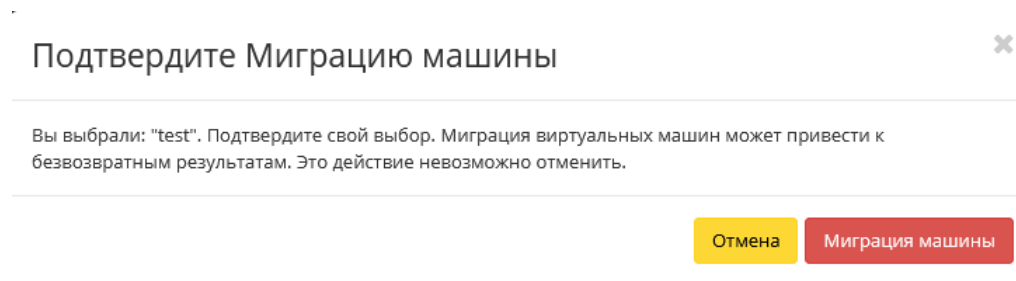 Подтвердите Миграцию машины
Вы выбрали: "test". Подтвердите свой выбор. Миграция виртуальных машин может привести к
безвозвратным результатам. Это действие невозможно отменить.
Отмена
Миграция машины